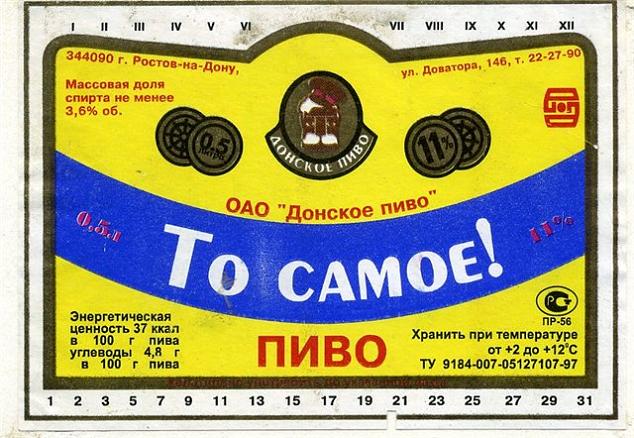 I II III IV V VI VII VIII IX X XI XII
344090 г. Ростов-на-Дону,
ул. Доватора, 146, т. 22-27-90
Массовая доля
спирта не менее
3,6% об.
0,5
ЛИТРА
ДОНСКОЕ ПИВО
11%
ОАО "Донское пиво"
0,5л
То САМОЕ!
11%
Энергетическая
ценность 37 ккал
в 100 г пива
углеводы 4,8 г
в 100 г пива
ПИВО
ПР-56
Хранить при температуре
от +2 до +12°С
ТУ 9184-007-05127107-97
1 2 3 4 5 7 9 11 13 15 17 19 21 23 25 27 29 31